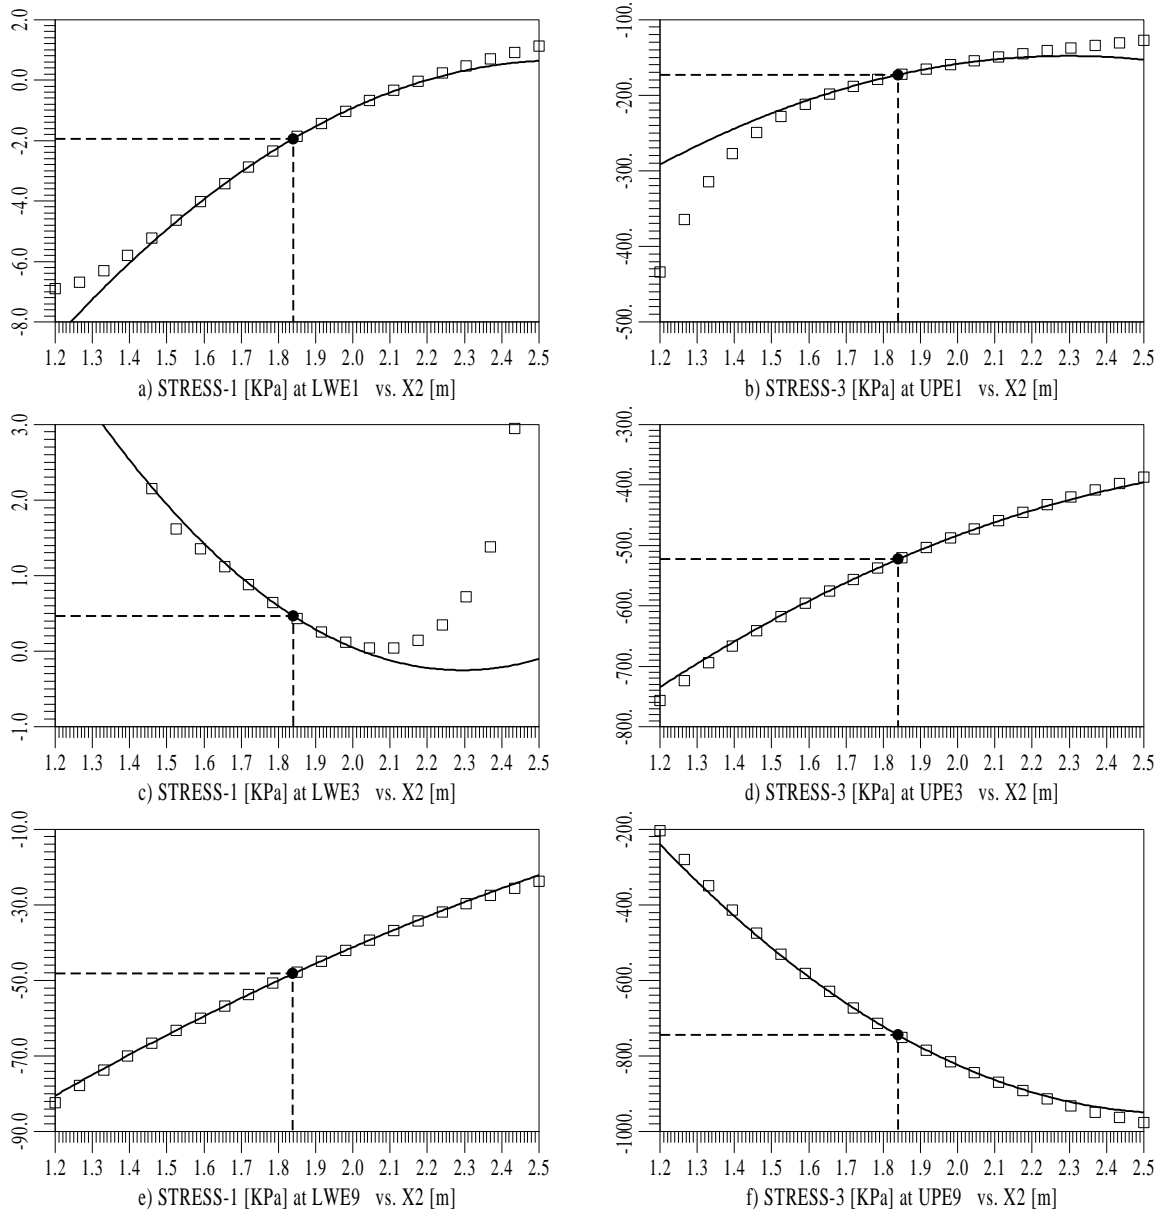 2.0
0.0
-2.0
-4.0
-6.0
-8.0
1.2 1.3 1.4 1.5 1.6 1.7 1.8 1.9 2.0 2.1 2.2 2.3 2.4 2.5
a) STRESS-1 [KPa] at LWE1 vs. X2 [m]
-100.
-200.
-300.
-400.
-500.
1.2 1.3 1.4 1.5 1.6 1.7 1.8 1.9 2.0 2.1 2.2 2.3 2.4 2.5
b) STRESS-3 [KPa] at UPE1 vs. X2 [m]
3.0
2.0
1.0
0.0
-1.0
1.2 1.3 1.4 1.5 1.6 1.7 1.8 1.9 2.0 2.1 2.2 2.3 2.4 2.5
c) STRESS-1 [KPa] at LWE3 vs. X2 [m]
-300.
-400.
-500.
-600.
-700.
-800.
1.2 1.3 1.4 1.5 1.6 1.7 1.8 1.9 2.0 2.1 2.2 2.3 2.4 2.5
d) STRESS-3 [KPa] at UPE3 vs. X2 [m]
-10.0
-30.0
-50.0
-70.0
-90.0
1.2 1.3 1.4 1.5 1.6 1.7 1.8 1.9 2.0 2.1 2.2 2.3 2.4 2.5
e) STRESS-1 [KPa] at LWE9 vs. X2 [m]
-200.
-400.
-600.
-800.
-1000.
1.2 1.3 1.4 1.5 1.6 1.7 1.8 1.9 2.0 2.1 2.2 2.3 2.4 2.5
f) STRESS-3 [KPa] at UPE9 vs. X2 [m]